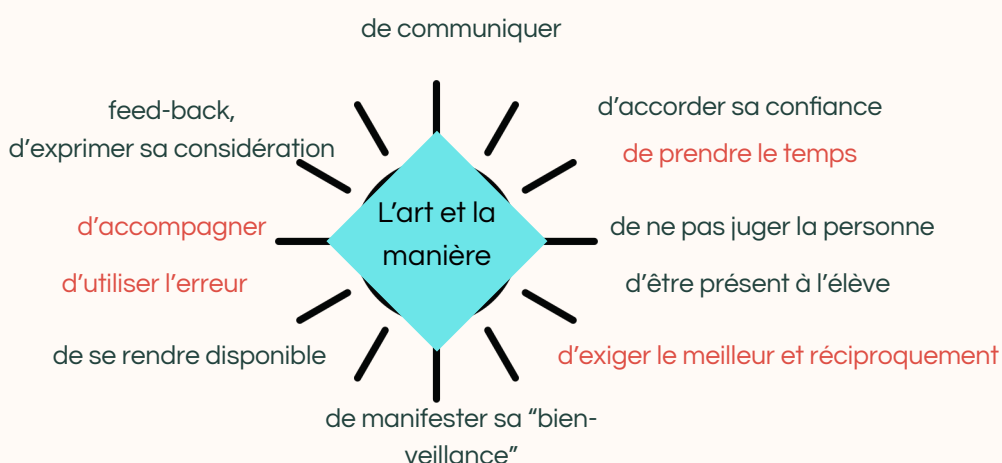 de communiquer
feed-back,
d'exprimer sa considération
d'accorder sa confiance
de prendre le temps
d'accompagner
L'art et la
manière
de ne pas juger la personne
d'utiliser l'erreur
d'être présent à l'élève
de se rendre disponible
d'exiger le meilleur et réciproquement
de manifester sa “bien-
veillance”